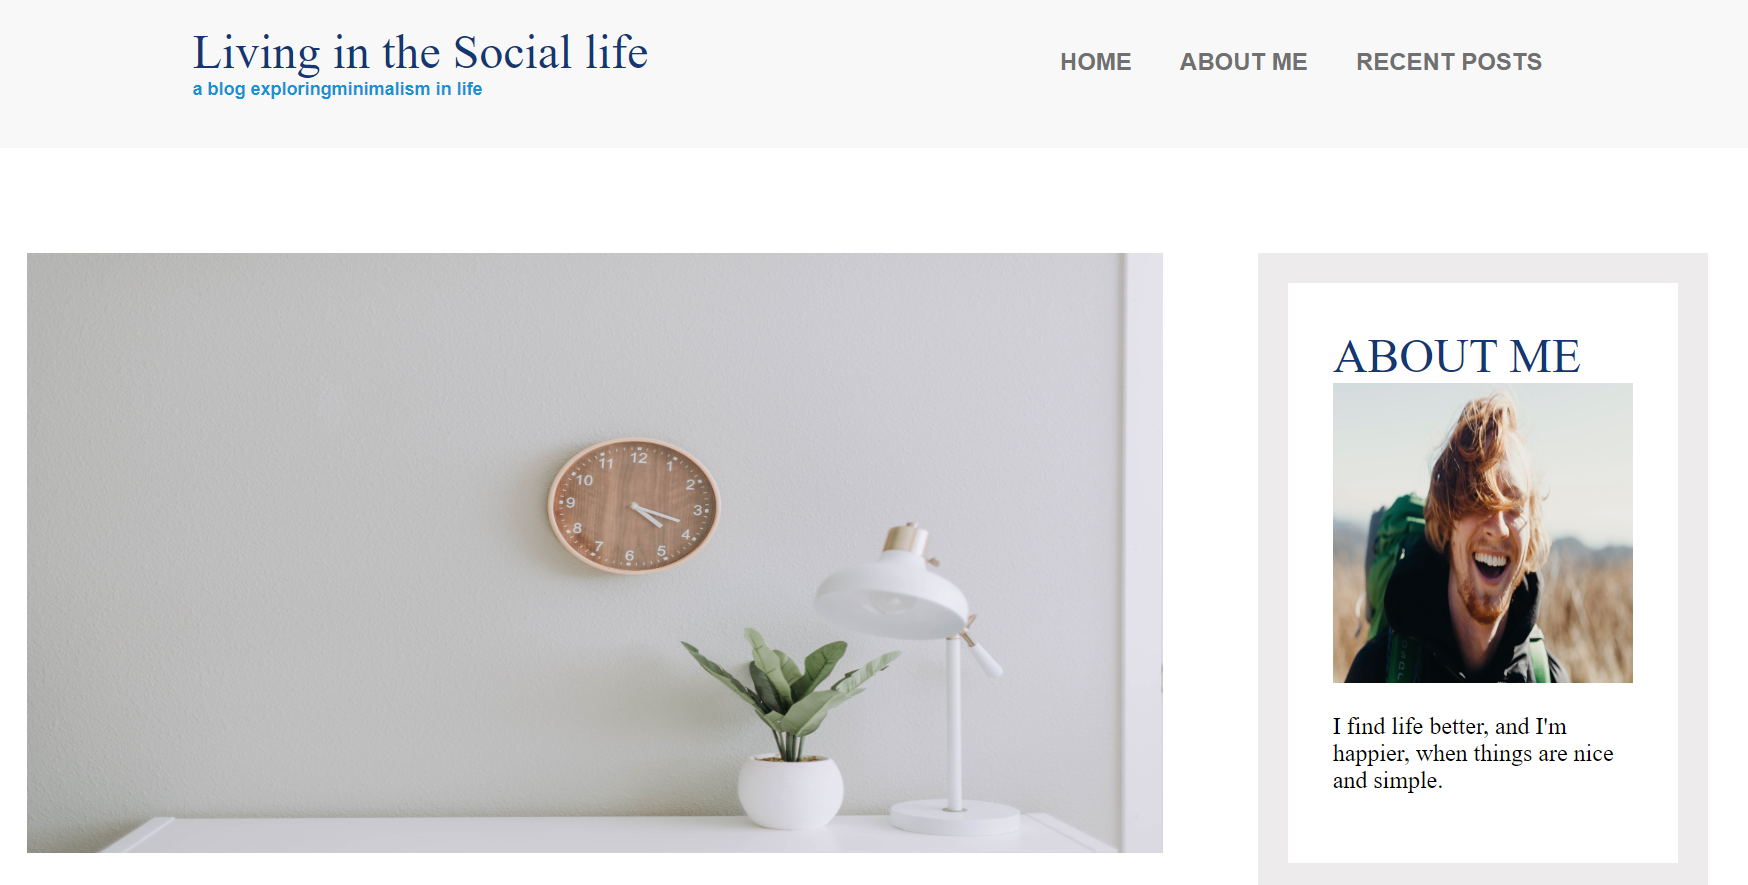 Living in the Social life
a blog exploringminimalism in life
HOME ABOUT ME RECENT POSTS
11 12 1
10 2
9 3
8 4
7 6 5
ABOUT ME
I find life better, and I'm
happier, when things are nice
and simple.